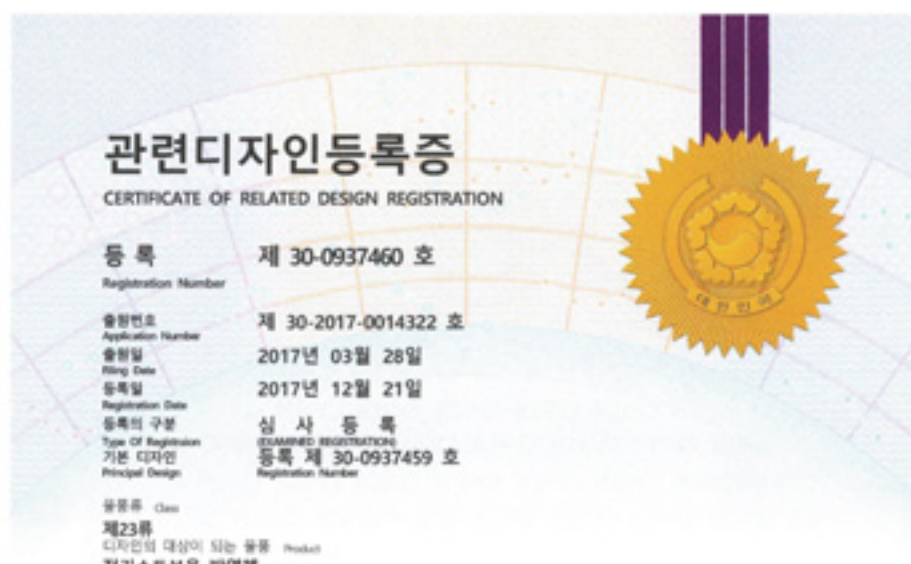 관련디자인등록증
CERTIFICATE OF RELATED DESIGN REGISTRATION
등 록 제 30-0937460 호
Registration Number
출원번호 제 30-2017-0014322 호
Application Number
출원일 2017년 03월 28일
Filing Date
등록일 2017년 12월 21일
Registration Date
등록의 구분 심 사 등 록
Type Of Registraion (EXAMINED REGISTRATION)
기본 디자인 등록 제 30-0937459 호
Principal Design Registration Number
물품류 Class
제23류
디자인의 대상이 되는 물품 Product